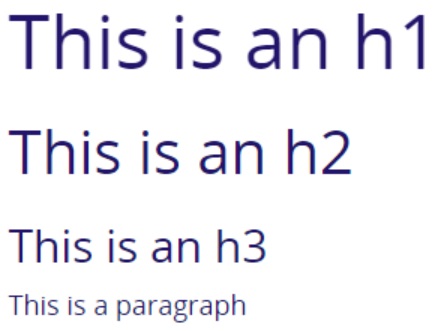 This is an h1
This is an h2
This is an h3
This is a paragraph